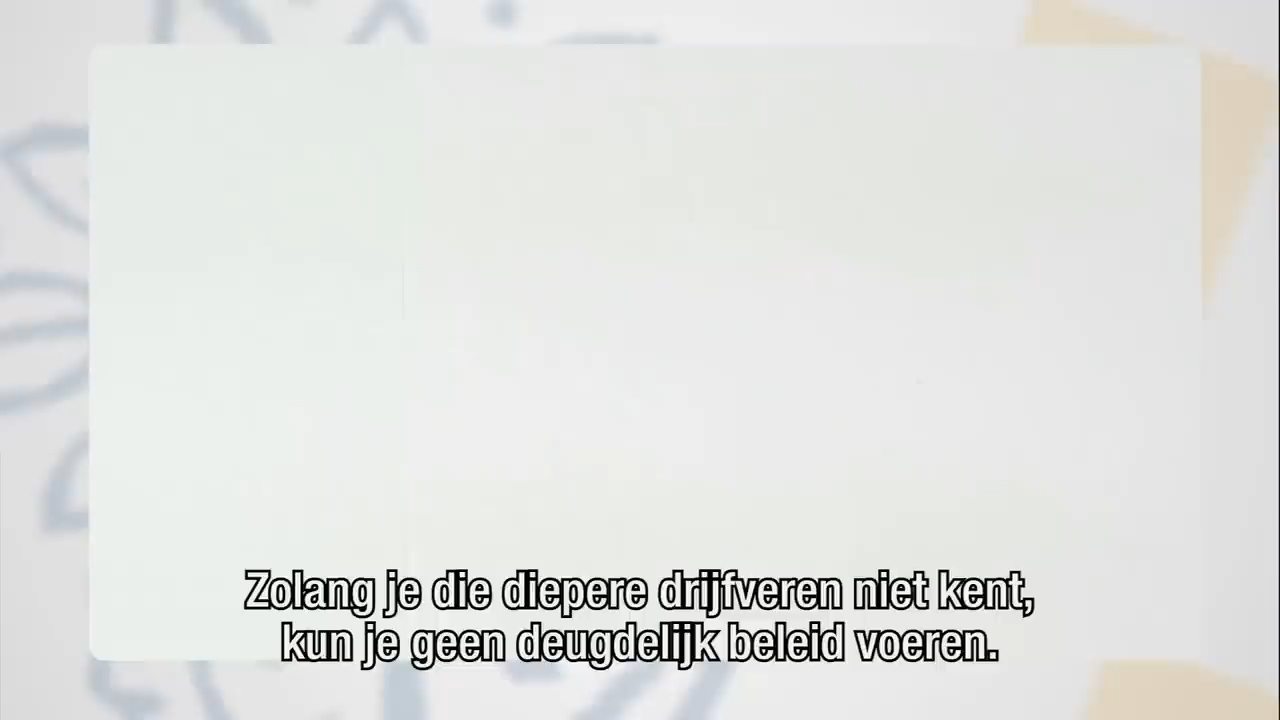 Zolang je die diepere drijfveren niet kent,
kun je geen deugdelijk beleid voeren.